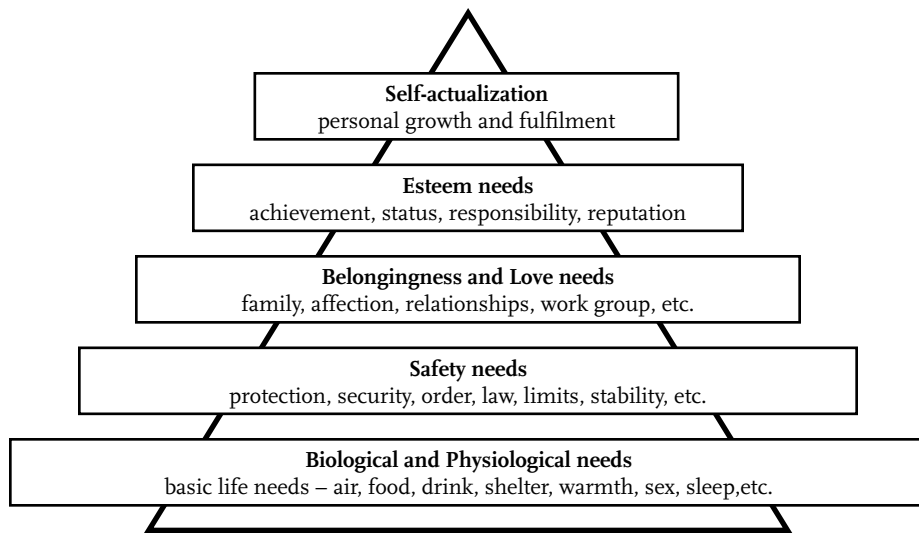 Self-actualization
personal growth and fulfilment
Esteem needs
achievement, status, responsibility, reputation
Belongingness and Love needs
family, affection, relationships, work group, etc.
Safety needs
protection, security, order, law, limits, stability, etc.
Biological and Physiological needs
basic life needs – air, food, drink, shelter, warmth, sex, sleep,etc.